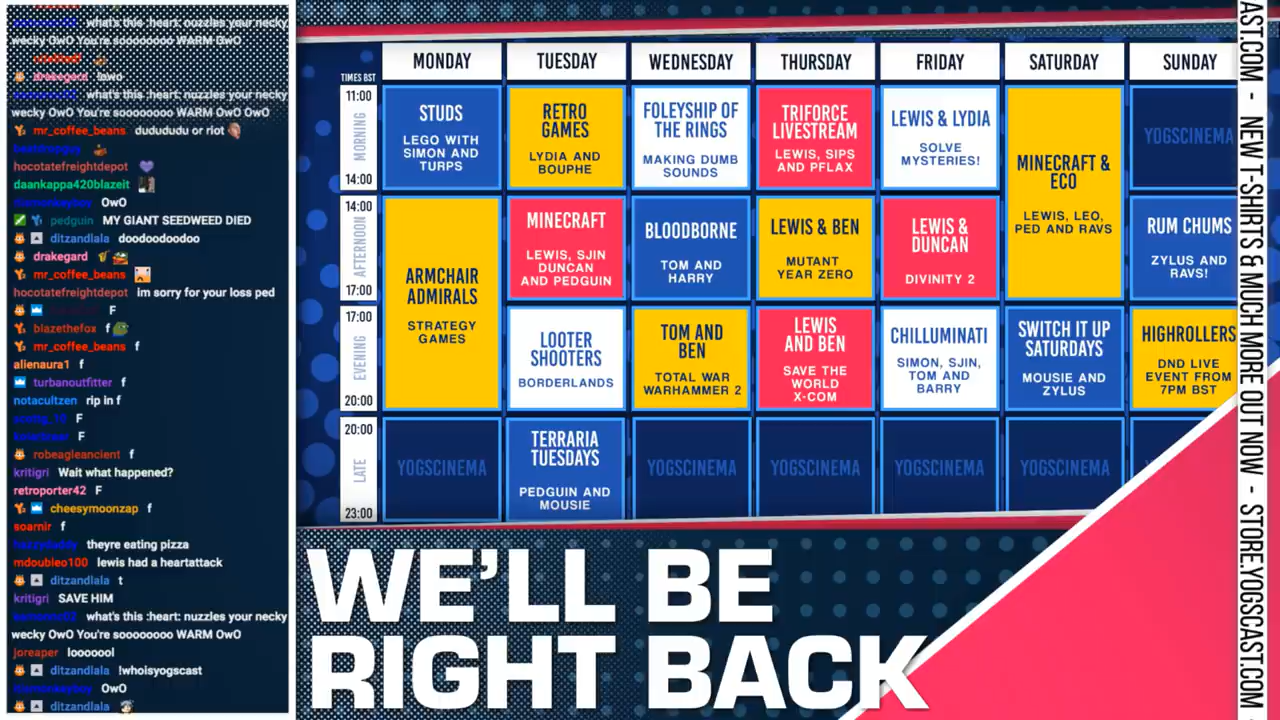 what's this :heart: nuzzles your necky
wecky OwO You're soooooooo WARM OwO
drakegard !owo
what's this :heart: nuzzles your necky
wecky OwO You're soooooooo WARM OwO OwO
mr_coffee_beans dudududu or riot
hocotatefreightdepot
daankappa420blazeit
OwO
pedguin MY GIANT SEEDWEED DIED
ditzandlala doodoodoodoo
drakegard
mr_coffee_beans
hocotatefreightdepot im sorry for your loss ped
F
blazethefox f
mr_coffee_beans f
alienaura1 f
turbanoutfitter f
notacultzen rip in f
F
F
robeagleancient f
kritigri Wait what happened?
retroporter42 F
cheesymoonzap f
soarnir f
theyre eating pizza
mdoubleo100 lewis had a heartattack
ditzandlala t
kritigri SAVE HIM
what's this :heart: nuzzles your necky
wecky OwO You're soooooooo WARM OwO
joreaper looooool
ditzandlala !whoisyogscast
OwO
ditzandlala
TIMES BST
MONDAY TUESDAY WEDNESDAY THURSDAY FRIDAY SATURDAY SUNDAY
11:00
MORNING
14:00
STUDS
LEGO WITH
SIMON AND
TURPS
RETRO
GAMES
LYDIA AND
BOUPHE
FOLEYSHIP OF
THE RINGS
MAKING DUMB
SOUNDS
TRIFORCE
LIVESTREAM
LEWIS, SIPS
AND PFLAX
LEWIS & LYDIA
SOLVE
MYSTERIES!
MINECRAFT &
ECO
LEWIS, LEO,
PED AND RAVS
YOGSCINEMA
14:00
AFTERNOON
17:00
ARMCHAIR
ADMIRALS
STRATEGY
GAMES
MINECRAFT
LEWIS, SJIN
DUNCAN
AND PEDGUIN
BLOODBORNE
TOM AND
HARRY
LEWIS & BEN
MUTANT
YEAR ZERO
LEWIS &
DUNCAN
DIVINITY 2
RUM CHUMS
ZYLUS AND
RAVS!
17:00
EVENING
20:00
LOOTER
SHOOTERS
BORDERLANDS
TOM AND
BEN
TOTAL WAR
WARHAMMER 2
LEWIS
AND BEN
SAVE THE
WORLD
X-COM
CHILLUMINATI
SIMON, SJIN,
TOM AND
BARRY
SWITCH IT UP
SATURDAYS
MOUSIE AND
ZYLUS
HIGHROLLERS
DND LIVE
EVENT FROM
7PM BST
20:00
LATE
23:00
YOGSCINEMA
TERRARIA
TUESDAYS
PEDGUIN AND
MOUSIE
YOGSCINEMA
YOGSCINEMA
YOGSCINEMA
YOGSCINEMA
WE'LL BE
RIGHT BACK
AST.COM - NEW T-SHIRTS & MUCH MORE OUT NOW - STORE.YOGSCAST.COM -